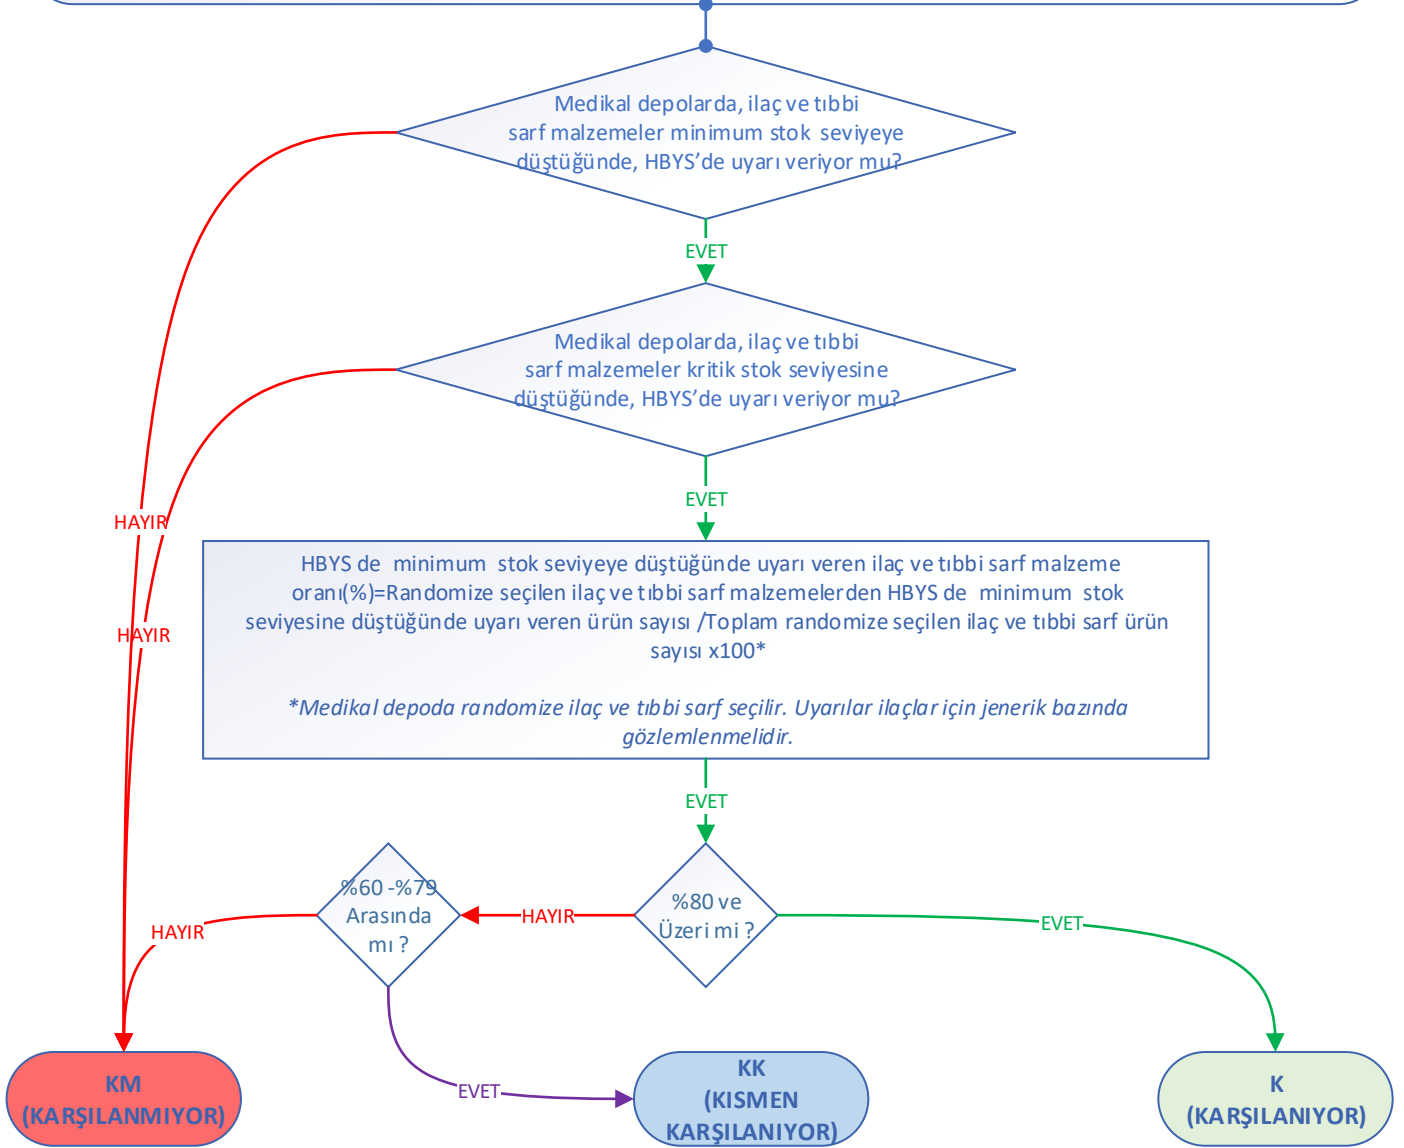 Medikal depolarda, ilaç ve tıbbi
sarf malzemeler minimum stok seviyeye
düştüğünde, HBYS’de uyarı veriyor mu?
EVET
Medikal depolarda, ilaç ve tıbbi
sarf malzemeler kritik stok seviyesine
düştüğünde, HBYS’de uyarı veriyor mu?
EVET
HAYIR
HAYIR
HBYS de minimum stok seviyeye düştüğünde uyarı veren ilaç ve tıbbi sarf malzeme
oranı(%)=Randomize seçilen ilaç ve tıbbi sarf malzemelerden HBYS de minimum stok
seviyesine düştüğünde uyarı veren ürün sayısı /Toplam randomize seçilen ilaç ve tıbbi sarf ürün
sayısı x100*
*Medikal depoda randomize ilaç ve tıbbi sarf seçilir. Uyarılar ilaçlar için jenerik bazında
gözlemlenmelidir.
EVET
%60 -%79
Arasında
mı ?
HAYIR
%80 ve
Üzeri mi ?
EVET
HAYIR
EVET
KM
(KARŞILANMIYOR)
KK
(KISMEN
KARŞILANIYOR)
K
(KARŞILANIYOR)